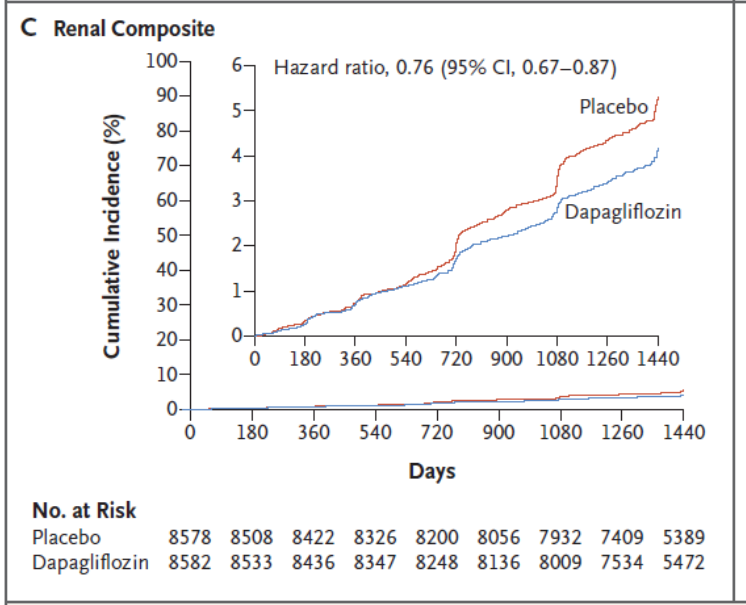 C Renal Composite
Cumulative Incidence (%)
100
90
80
70
60
50
40
30
20
10
0
6
5
4
3
2
1
0
Hazard ratio, 0.76 (95% CI, 0.67–0.87)
Placebo
Dapagliflozin
0 180 360 540 720 900 1080 1260 1440
0 180 360 540 720 900 1080 1260 1440
Days
No. at Risk
Placebo 8578 8508 8422 8326 8200 8056 7932 7409 5389
Dapagliflozin 8582 8533 8436 8347 8248 8136 8009 7534 5472